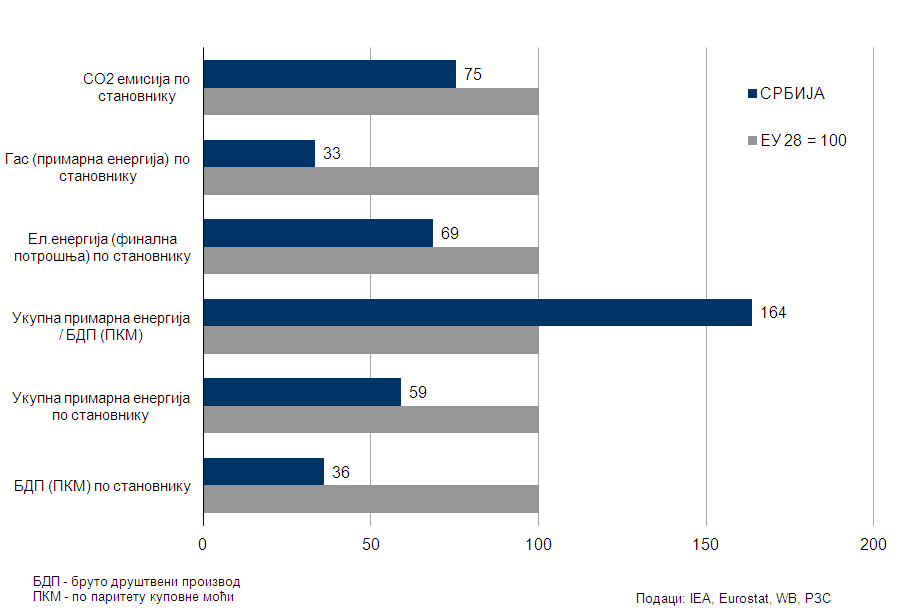 СО2 емисија по
становнику
75
Гас (примарна енергија) по
становнику
33
Ел.енергија (финална
потрошња) по становнику
69
Укупна примарна енергија
/ БДП (ПКМ)
164
Укупна примарна енергија
по становнику
59
БДП (ПКМ) по становнику
36
СРБИЈА
ЕУ 28 = 100
0 50 100 150 200
БДП - бруто друштвени производ
ПКМ - по паритету куповне моћи
Подаци: IEA, Eurostat, WB, РЗС